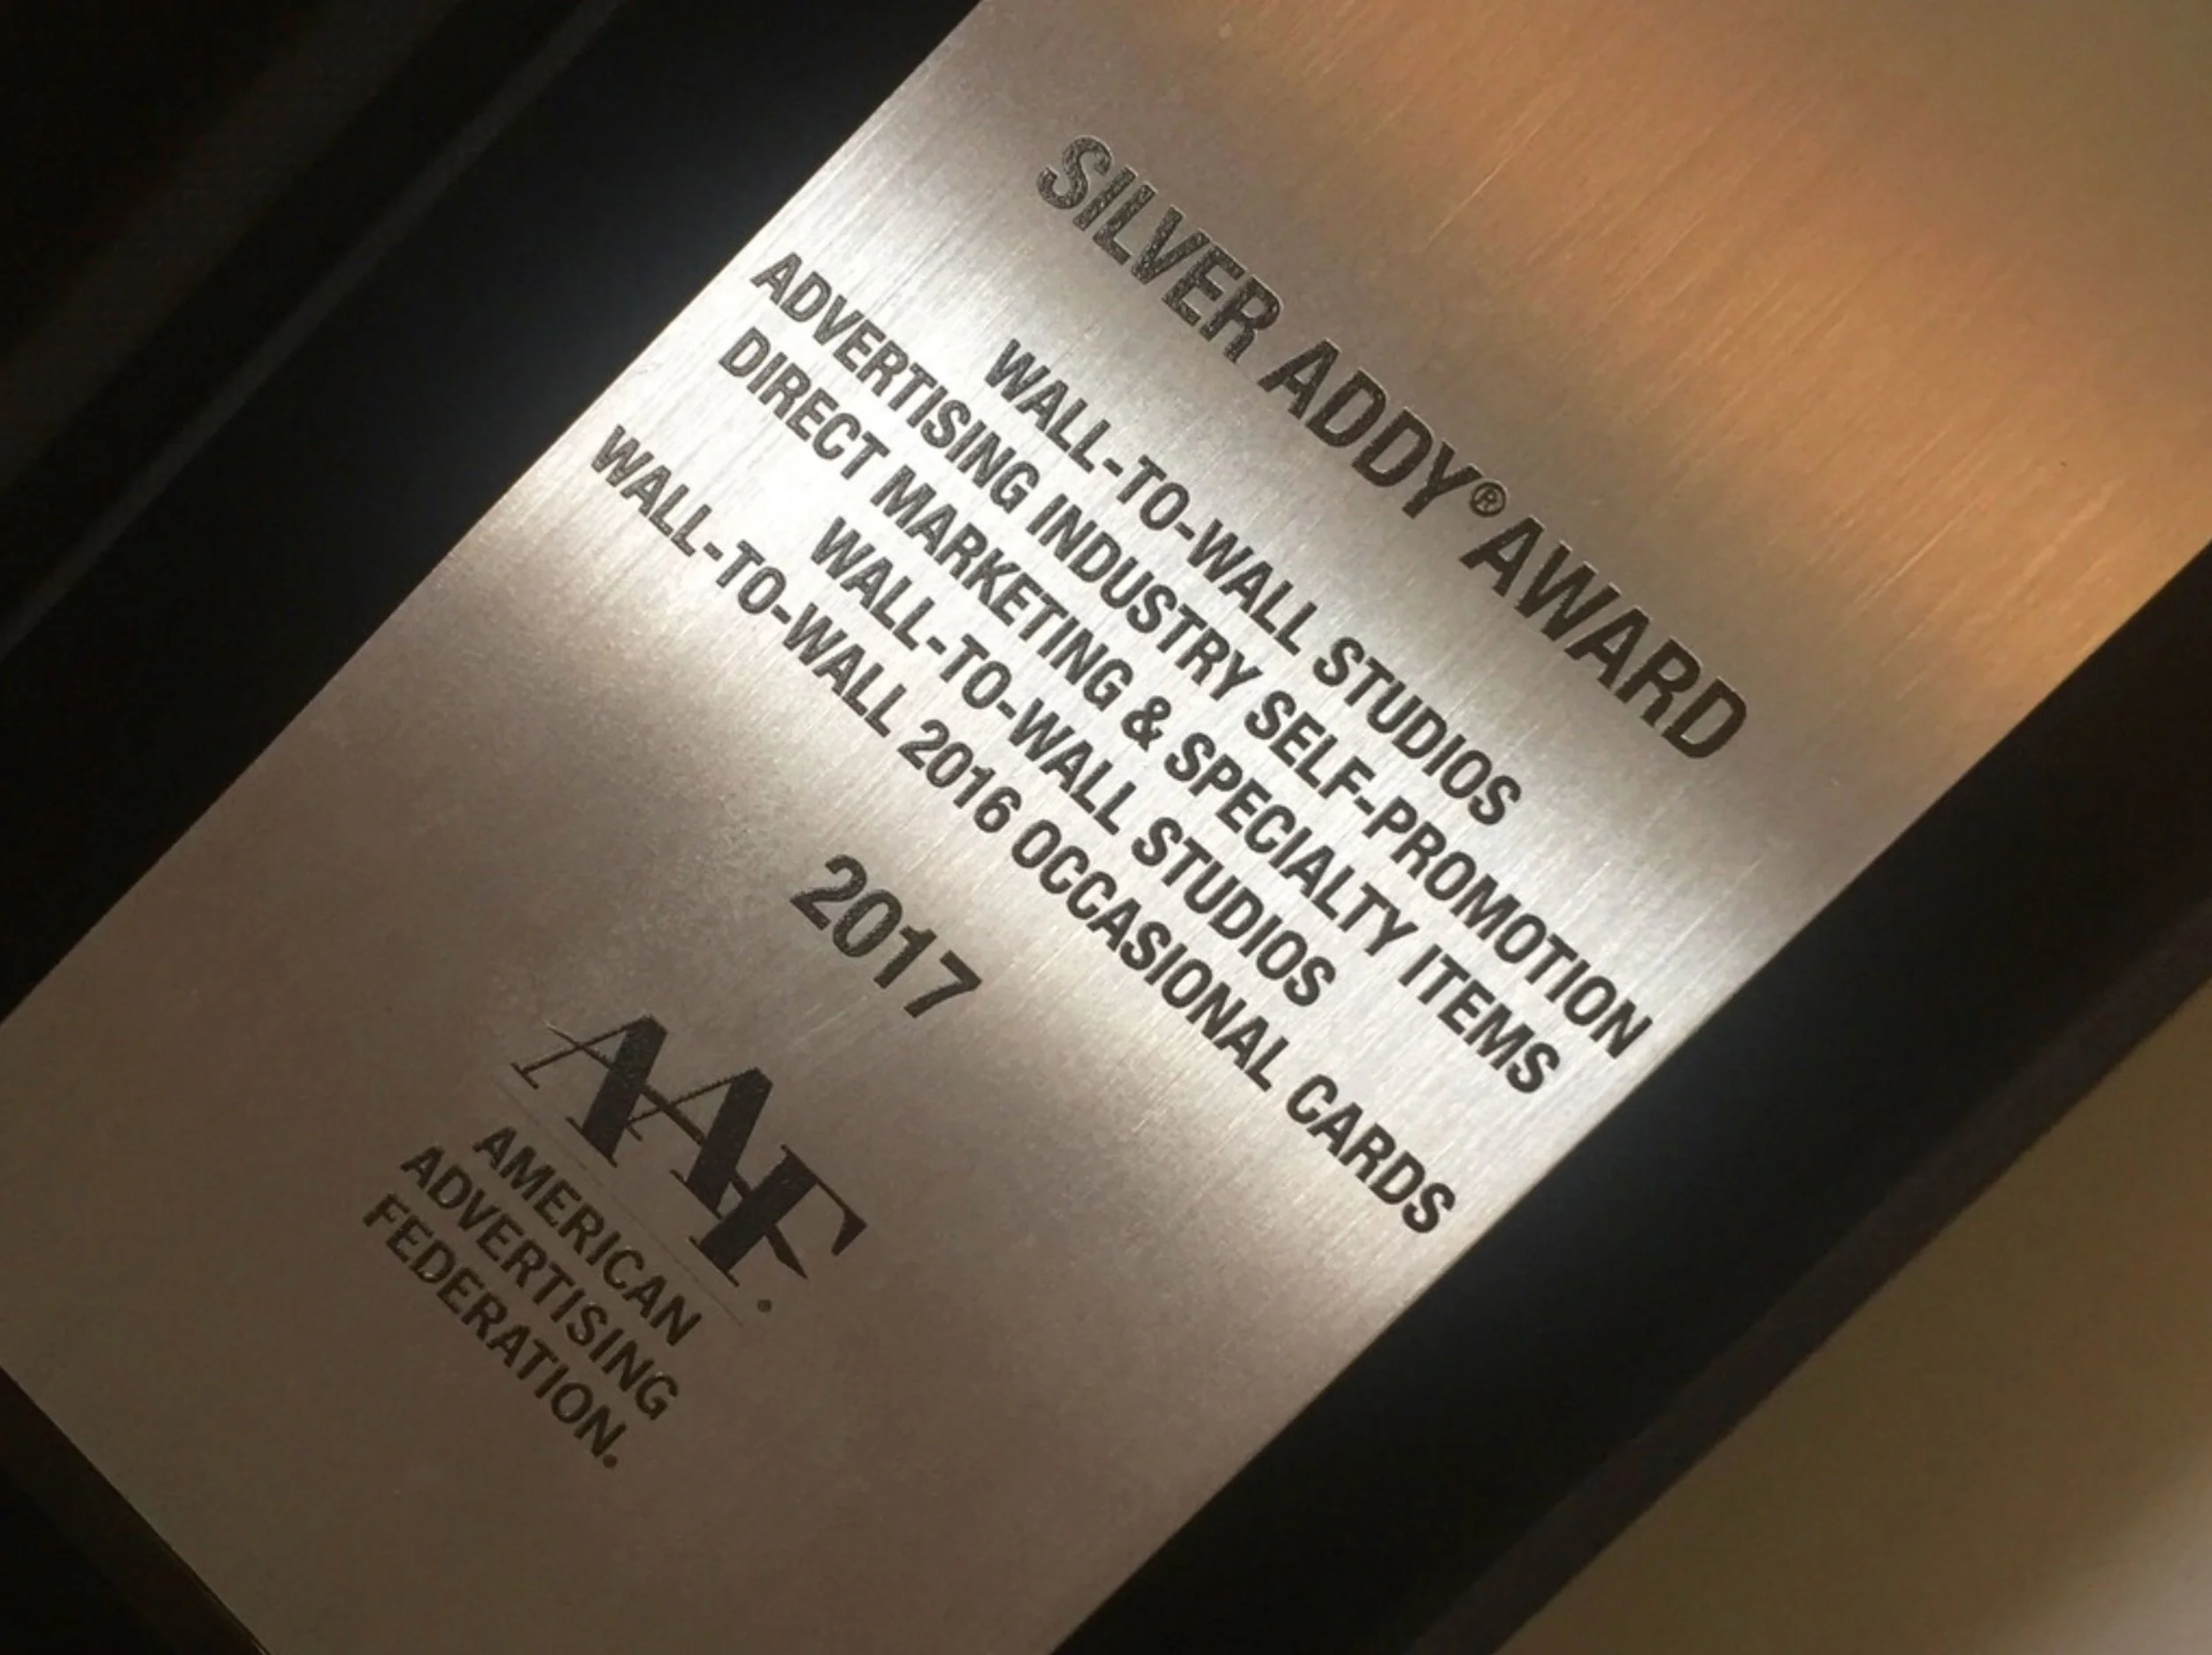 SILVER ADDY® AWARD
WALL-TO-WALL STUDIOS
ADVERTISING INDUSTRY SELF-PROMOTION
DIRECT MARKETING & SPECIALTY ITEMS
WALL-TO-WALL STUDIOS
WALL-TO-WALL 2016 OCCASIONAL CARDS
2017
AAF
AMERICAN
ADVERTISING
FEDERATION.